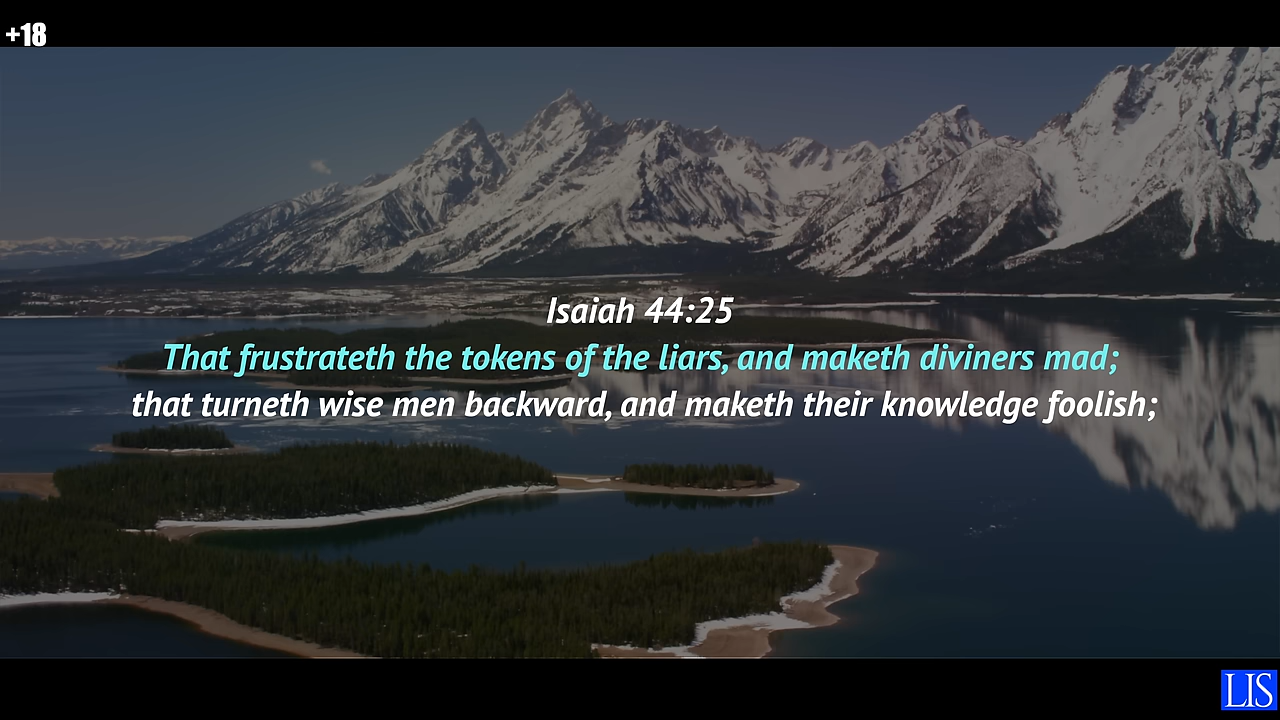 +18
Isaiah 44:25
That frustrateth the tokens of the liars, and maketh diviners mad;
that turneth wise men backward, and maketh their knowledge foolish;
LIS